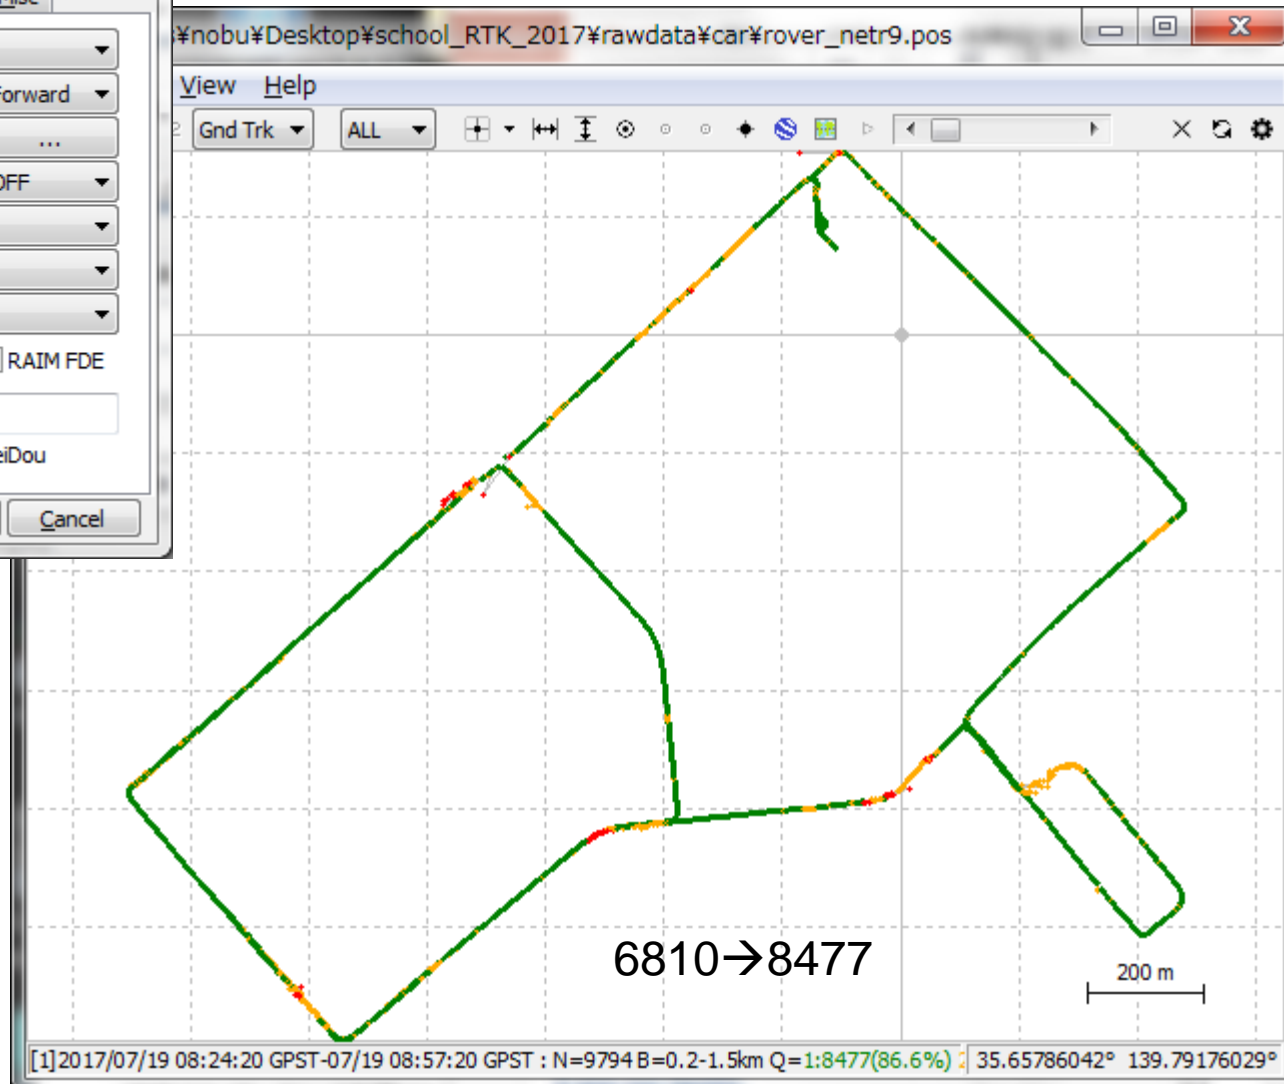 ¥nobu¥Desktop¥school_RTK_2017¥rawdata¥car¥rover_netr9.pos
View Help
Gnd Trk ALL
...
OFF
RAIM FDE
Cancel
6810→8477
200 m
[1]2017/07/19 08:24:20 GPST-07/19 08:57:20 GPST : N=9794 B=0.2-1.5km Q=1:8477(86.6%) 35.65786042° 139.79176029°